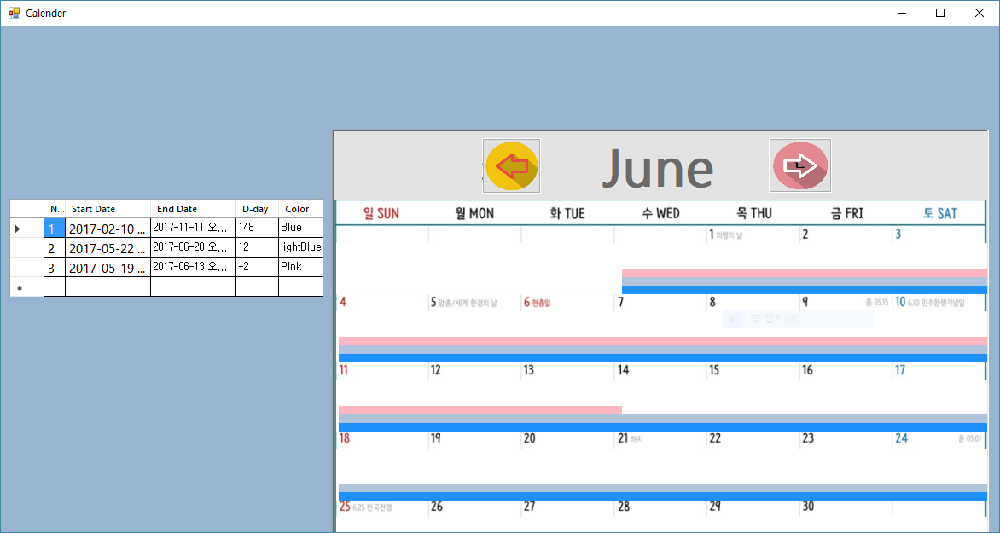 Calender
June
N... Start Date End Date D-day Color
1 2017-02-10 ... 2017-11-11 오... 148 Blue
2 2017-05-22 ... 2017-06-28 오... 12 lightBlue
3 2017-05-19 ... 2017-06-13 오... -2 Pink
일 SUN 월 MON 화 TUE 수 WED 목 THU 금 FRI 토 SAT
1 의병의 날 2 3
4 5 망종/세계 환경의 날 6 현충일 7 8 9 음 05.15 10 6.10 민주항쟁기념일
창 캡처(W)
11 12 13 14 15 16 17
18 19 20 21 하지 22 23 24 윤 05.01
25 6.25 한국전쟁 26 27 28 29 30